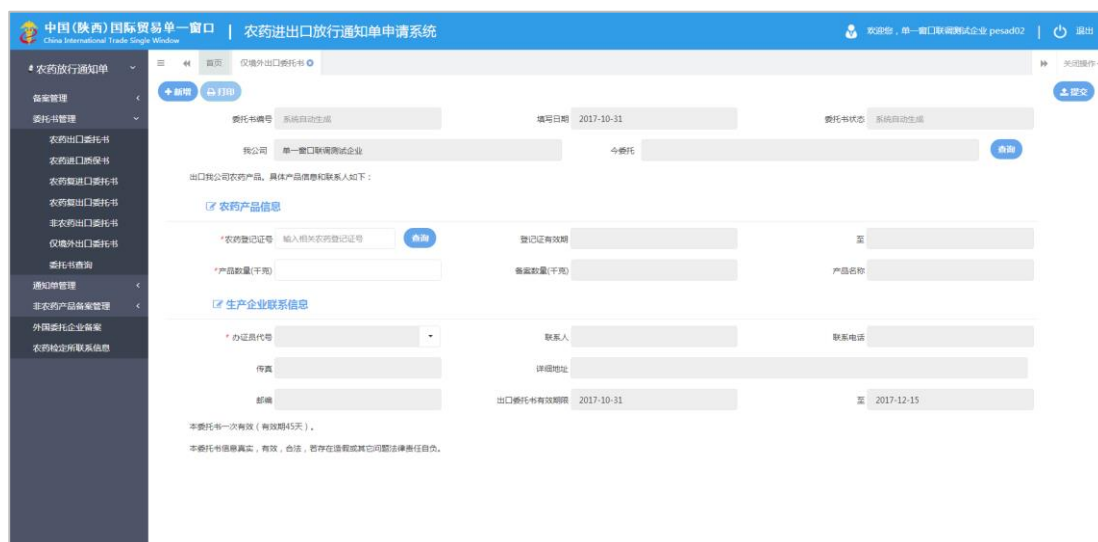 中国(陕西)国际贸易单一窗口 | 农药进出口放行通知单申请系统
China International Trade Single Window
欢迎您，单一窗口联调测试企业 pesad02 | 退出
农药放行通知单
首页 仅境外出口委托书
关闭操作
备案管理
委托书管理
农药出口委托书
农药进口质保书
农药复进口委托书
农药复出口委托书
非农药出口委托书
仅境外出口委托书
委托书查询
通知单管理
非农药产品备案管理
外国委托企业备案
农药检定所联系信息
新增 打印 提交
委托书编号 系统自动生成 填写日期 2017-10-31 委托书状态 系统自动生成
我公司 单一窗口联调测试企业 今委托 查询
出口我公司农药产品。具体产品信息和联系人如下：
农药产品信息
*农药登记证号 输入相关农药登记证号 查询 登记证有效期 至
*产品数量(千克) 备案数量(千克) 产品名称
生产企业联系信息
* 办证员代号 联系人 联系电话
传真 详细地址
邮编 出口委托书有效期限 2017-10-31 至 2017-12-15
本委托书一次有效（有效期45天）。
本委托书信息真实，有效，合法，若存在造假或其它问题法律责任自负。